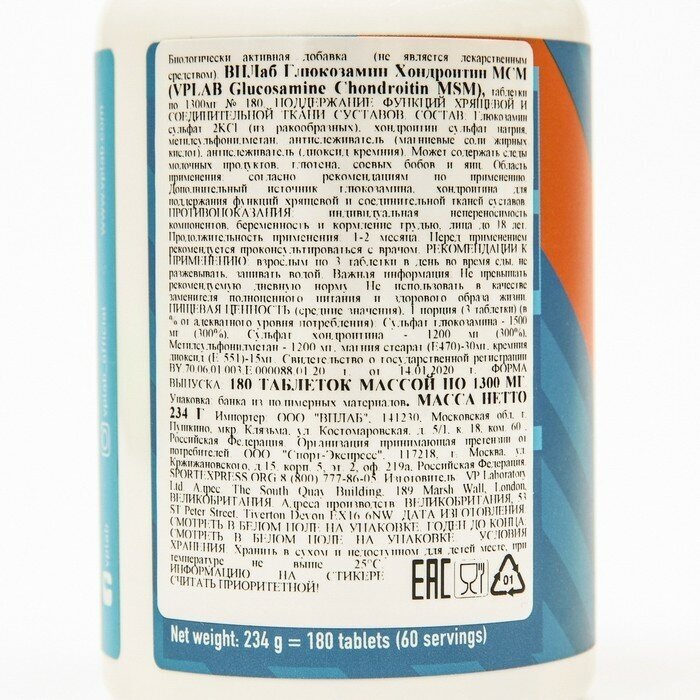 Биологически активная добавка (не является лекарственным
средством). ВПЛаб Глюкозамин Хондроитин МСМ
(VPLAB Glucosamine Chondroitin MSM), таблетки
по 1300мг № 180. ПОДДЕРЖАНИЕ ФУНКЦИЙ ХРЯЩЕВОЙ И
СОЕДИНИТЕЛЬНОЙ ТКАНИ СУСТАВОВ. СОСТАВ: Глюкозамин
сульфат 2KCl (из ракообразных), хондроитин сульфат натрия,
метилсульфонилметан, антислеживатель (магниевые соли жирных
кислот), антислеживатель (диоксид кремния). Может содержать следы
молочных продуктов, глютена, соевых бобов и яиц. Область
применения: согласно рекомендациям по применению.
Дополнительный источник глюкозамина, хондроитина для
поддержания функций хрящевой и соединительной тканей суставов.
ПРОТИВОПОКАЗАНИЯ: индивидуальная непереносимость
компонентов, беременность и кормление грудью, лица до 18 лет.
Продолжительность применения: 1-2 месяца. Перед применением
рекомендуется проконсультироваться с врачом. РЕКОМЕНДАЦИИ К
ПРИМЕНЕНИЮ: взрослым по 3 таблетки в день во время еды, не
разжевывать, запивать водой. Важная информация: Не превышать
рекомендуемую дневную норму. Не использовать в качестве
заменителя полноценного питания и здорового образа жизни.
ПИЩЕВАЯ ЦЕННОСТЬ (средние значения), 1 порция (3 таблетки) (в
% от адекватного уровня потребления): Сульфат глюкозамина - 1500
мг (300%). Сульфат хондроитина - 1200 мг (300%).
Метилсульфонилметан - 1200 мг, магния стеарат (Е470)-30мг, кремния
диоксид (Е 551)-15мг. Свидетельство о государственной регистрации
BY.70.06.01.003.Е.000088.01.20 г. от 14.01.2020 г. ФОРМА
ВЫПУСКА: 180 ТАБЛЕТОК МАССОЙ ПО 1300 МГ.
Упаковка: банка из полимерных материалов. МАССА НЕТТО
234 Г. Импортер: ООО "ВПЛАБ", 141230, Московская обл, г.
Пушкино, мкр Клязьма, ул. Костомаровская, д. 5/1, к 18, ком. 60,
Российская Федерация. Организация принимающая претензии от
потребителей: ООО "Спорт-Экспресс", 117218, г. Москва, ул.
Кржижановского, д.15, корп. 5, эт. 2, оф. 219а, Российская Федерация.
SPORTEXPRESS.ORG 8 (800) 777-86-05. Изготовитель: VP Laboratory
Ltd. Адрес: The South Quay Building, 189 Marsh Wall, London,
ВЕЛИКОБРИТАНИЯ. Адреса производств: ВЕЛИКОБРИТАНИЯ, 53
ST Peter Street, Tiverton Devon EX16 6NW. ДАТА ИЗГОТОВЛЕНИЯ:
СМОТРЕТЬ В БЕЛОМ ПОЛЕ НА УПАКОВКЕ. ГОДЕН ДО КОНЦА:
СМОТРЕТЬ В БЕЛОМ ПОЛЕ НА УПАКОВКЕ. УСЛОВИЯ
ХРАНЕНИЯ: Хранить в сухом и недоступном для детей месте, при
температуре не выше 25°C.
ИНФОРМАЦИЮ НА СТИКЕРЕ
СЧИТАТЬ ПРИОРИТЕТНОЙ!
EAC 01
Net weight: 234 g = 180 tablets (60 servings)
www.vplab.com
vplab_official
vplab